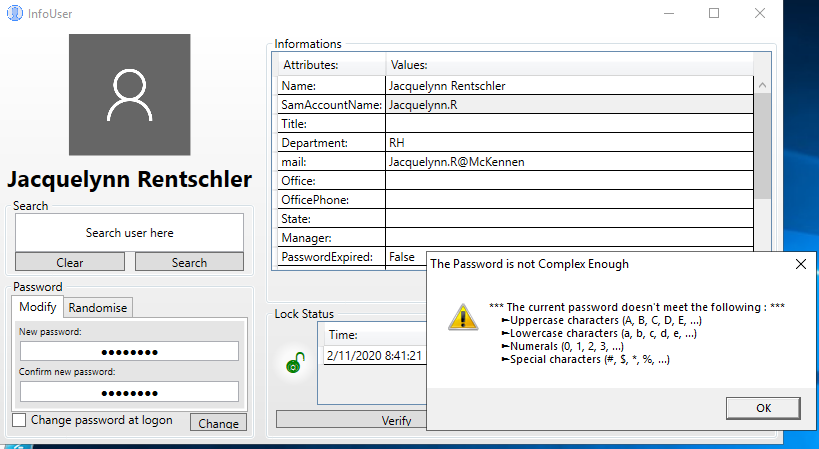 InfoUser
Jacquelynn Rentschler
Search
Search user here
Clear
Search
Password
Modify
Randomise
New password:
●●●●●●●●
Confirm new password:
●●●●●●●●
Change password at logon
Change
Informations
Attributes: Values:
Name: Jacquelynn Rentschler
SamAccountName: Jacquelynn.R
Title:
Department: RH
mail: Jacquelynn.R@McKennen
Office:
OfficePhone:
State:
Manager:
PasswordExpired: False
Lock Status
Time:
2/11/2020 8:41:21
Verify
The Password is not Complex Enough
*** The current password doesn't meet the following : ***
►Uppercase characters (A, B, C, D, E, ...)
►Lowercase characters (a, b, c, d, e, ...)
►Numerals (0, 1, 2, 3, ...)
►Special characters (#, $, *, %, ...)
OK